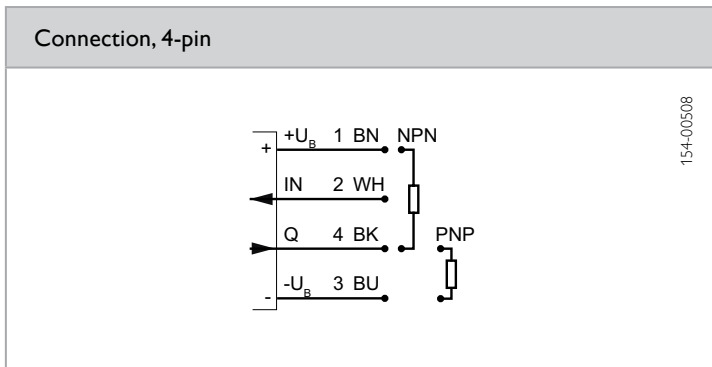 Connection, 4-pin
154-00508
+ +U_B 1 BN NPN
IN 2 WH
Q 4 BK PNP
- -U_B 3 BU